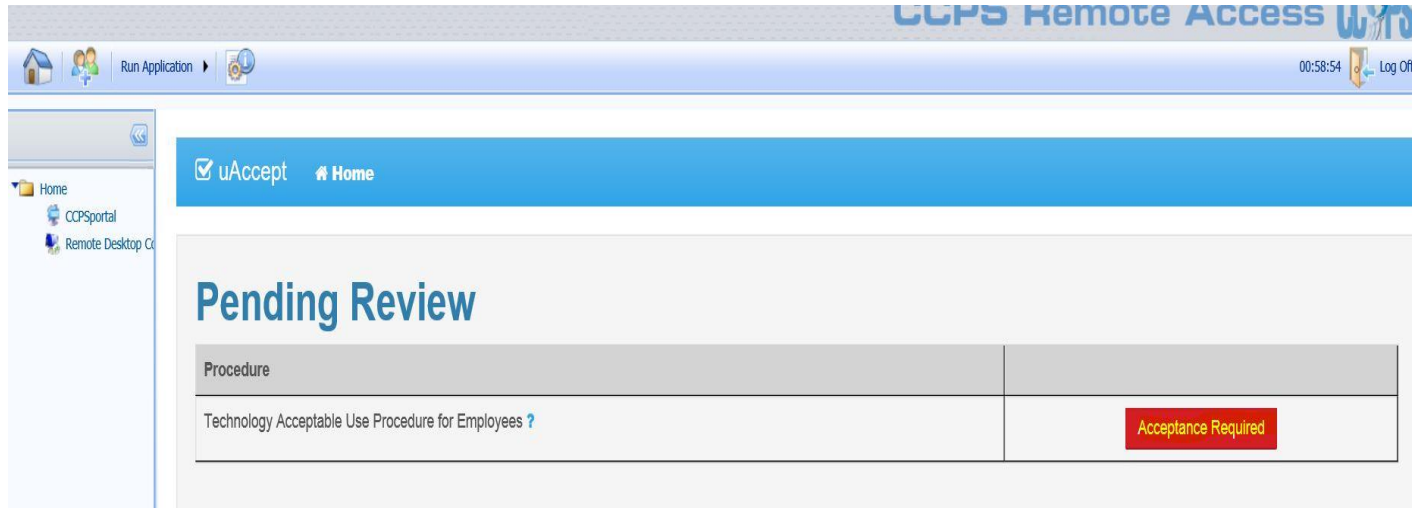 CCPS Remote Access CCPS
Run Application
00:58:54 Log Off
uAccept Home
Home
CCPSportal
Remote Desktop Co
Pending Review
Procedure
Technology Acceptable Use Procedure for Employees ?
Acceptance Required